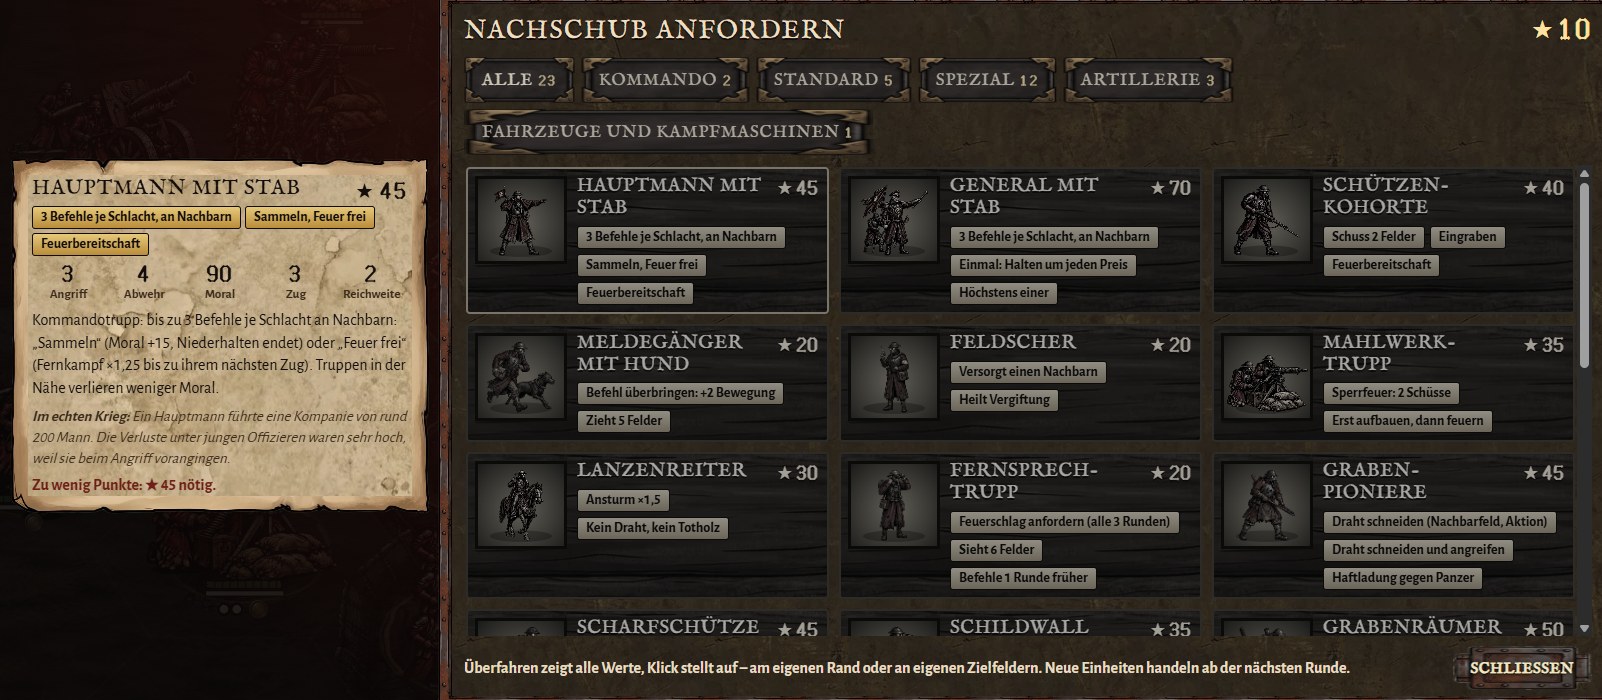 NACHSCHUB ANFORDERN
★ 10
ALLE 23
KOMMANDO 2
STANDARD 5
SPEZIAL 12
ARTILLERIE 3
FAHRZEUGE UND KAMPFMASCHINEN 1
HAUPTMANN MIT STAB
★ 45
3 Befehle je Schlacht, an Nachbarn
Sammeln, Feuer frei
Feuerbereitschaft
3 4 90 3 2
Angriff Abwehr Moral Zug Reichweite
Kommandotrupp: bis zu 3 Befehle je Schlacht an Nachbarn:
„Sammeln“ (Moral +15, Niederhalten endet) oder „Feuer frei“
(Fernkampf ×1,25 bis zu ihrem nächsten Zug). Truppen in der
Nähe verlieren weniger Moral.
Im echten Krieg: Ein Hauptmann führte eine Kompanie von rund
200 Mann. Die Verluste unter jungen Offizieren waren sehr hoch,
weil sie beim Angriff vorangingen.
Zu wenig Punkte: ★ 45 nötig.
HAUPTMANN MIT
STAB
★ 45
3 Befehle je Schlacht, an Nachbarn
Sammeln, Feuer frei
Feuerbereitschaft
GENERAL MIT
STAB
★ 70
3 Befehle je Schlacht, an Nachbarn
Einmal: Halten um jeden Preis
Höchstens einer
SCHÜTZEN-
KOHORTE
★ 40
Schuss 2 Felder
Eingraben
Feuerbereitschaft
MELDEGÄNGER
MIT HUND
★ 20
Befehl überbringen: +2 Bewegung
Zieht 5 Felder
FELDSCHER
★ 20
Versorgt einen Nachbarn
Heilt Vergiftung
MAHLWERK-
TRUPP
★ 35
Sperrfeuer: 2 Schüsse
Erst aufbauen, dann feuern
LANZENREITER
★ 30
Ansturm ×1,5
Kein Draht, kein Totholz
FERNSPRECH-
TRUPP
★ 20
Feuerschlag anfordern (alle 3 Runden)
Sieht 6 Felder
Befehle 1 Runde früher
GRABEN-
PIONIERE
★ 45
Draht schneiden (Nachbarfeld, Aktion)
Draht schneiden und angreifen
Haftladung gegen Panzer
SCHARFSCHÜTZE
★ 45
SCHILDWALL
★ 35
GRABENRÄUMER
★ 50
Überfahren zeigt alle Werte, Klick stellt auf – am eigenen Rand oder an eigenen Zielfeldern. Neue Einheiten handeln ab der nächsten Runde.
SCHLIESSEN